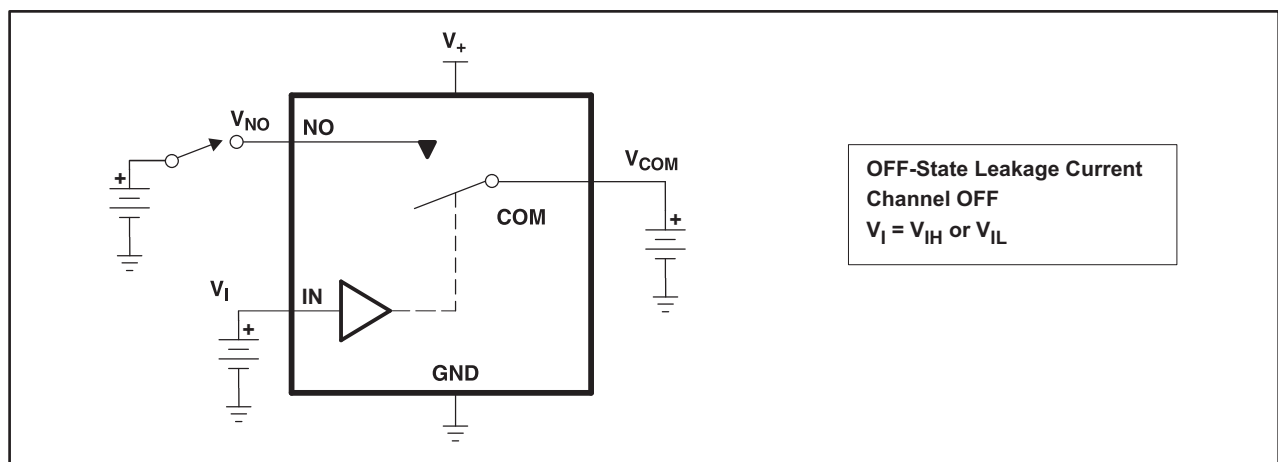 V+
VNO
NO
VCOM
+
+
COM
VI
IN
+
GND
OFF-State Leakage Current
Channel OFF
VI = VIH or VIL